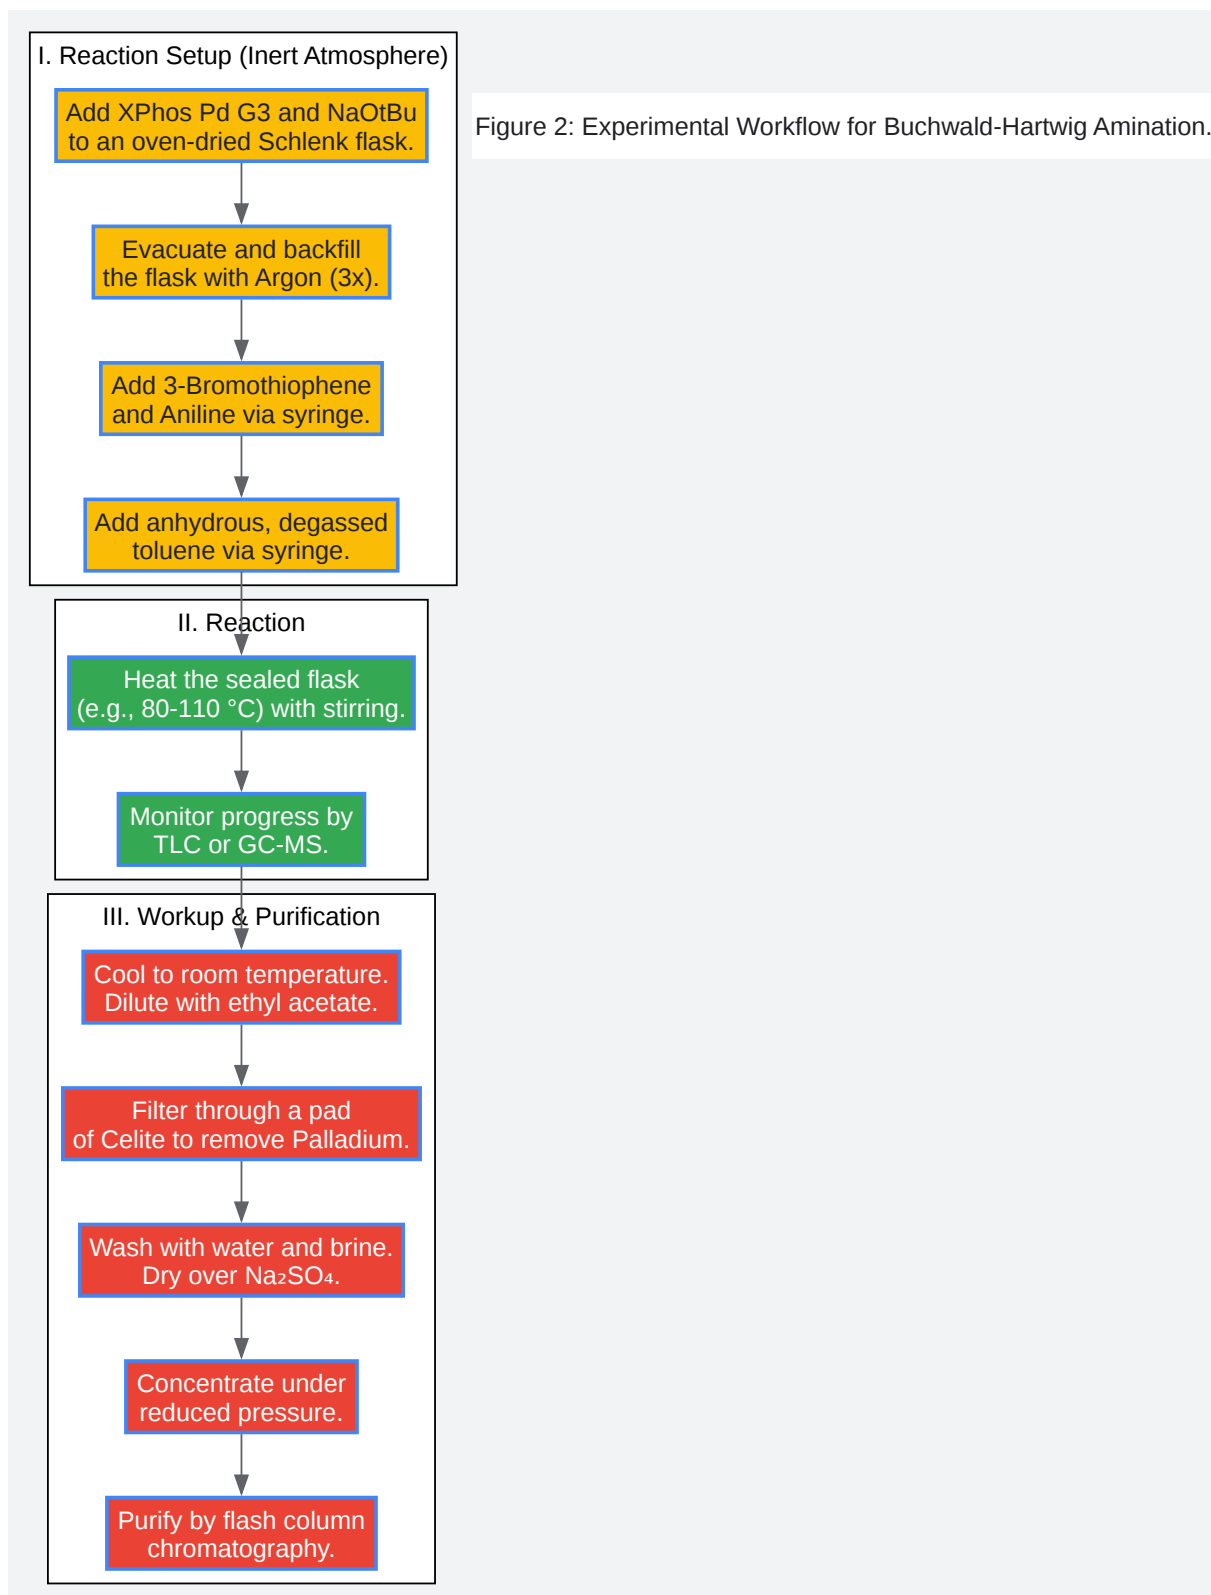 I. Reaction Setup (Inert Atmosphere)
Add XPhos Pd G3 and NaOtBu
to an oven-dried Schlenk flask.
Figure 2: Experimental Workflow for Buchwald-Hartwig Amination.
Evacuate and backfill
the flask with Argon (3x).
Add 3-Bromothiophene
and Aniline via syringe.
Add anhydrous, degassed
toluene via syringe.
II. Reaction
Heat the sealed flask
(e.g., 80-110 °C) with stirring.
Monitor progress by
TLC or GC-MS.
III. Workup & Purification
Cool to room temperature.
Dilute with ethyl acetate.
Filter through a pad
of Celite to remove Palladium.
Wash with water and brine.
Dry over Na₂SO₄.
Concentrate under
reduced pressure.
Purify by flash column
chromatography.